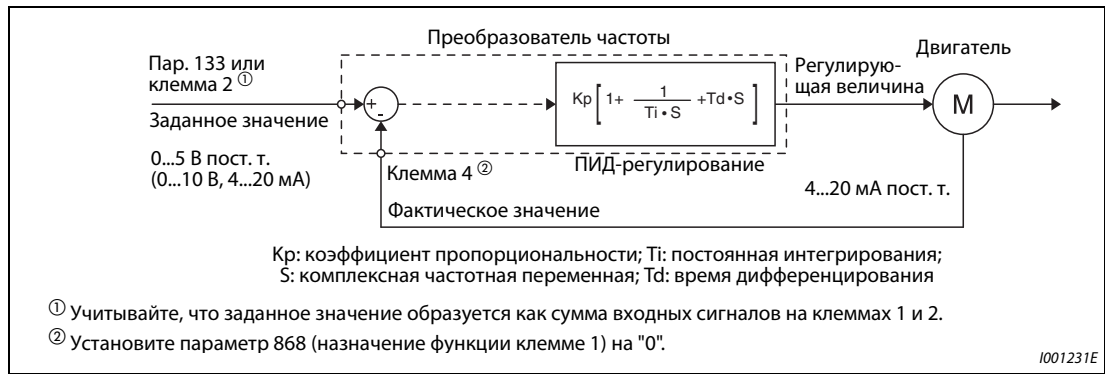 Преобразователь частоты
Двигатель
Пар. 133 или
клемма 2 ①
Регулирую-
щая величина
+
-
Kp [ 1+ 1 / Ti • S +Td•S ]
M
Заданное значение
0...5 В пост. т.
(0...10 В, 4...20 мА)
Клемма 4 ②
ПИД-регулирование
4...20 мА пост. т.
Фактическое значение
Kp: коэффициент пропорциональности; Ti: постоянная интегрирования;
S: комплексная частотная переменная; Td: время дифференцирования
① Учитывайте, что заданное значение образуется как сумма входных сигналов на клеммах 1 и 2.
② Установите параметр 868 (назначение функции клемме 1) на "0".
I001231E